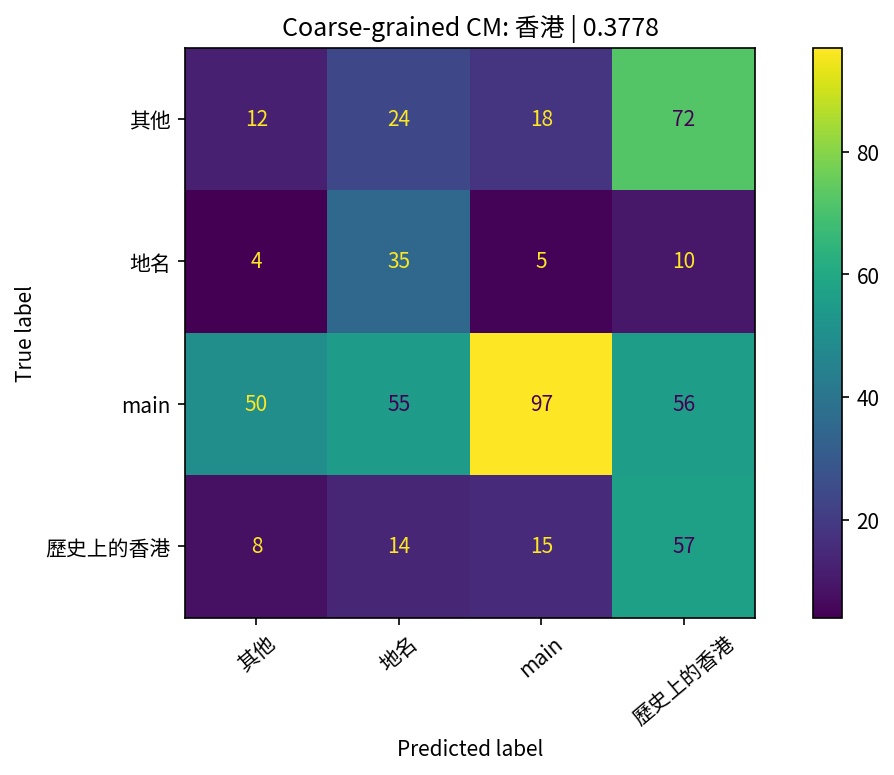 Coarse-grained CM: 香港 | 0.3778
True label
其他 12 24 18 72
地名 4 35 5 10
main 50 55 97 56
歷史上的香港 8 14 15 57
其他 地名 main 歷史上的香港
Predicted label
80
60
40
20